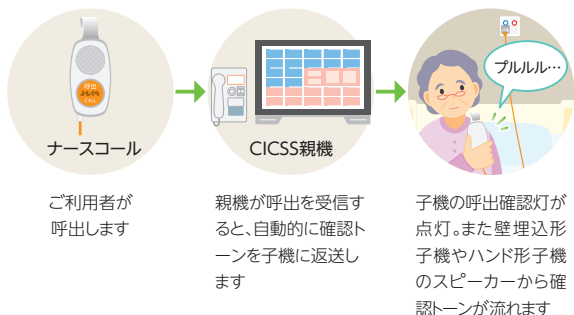 呼出
ふれんず
CALL
ナースコール
CICSS親機
プルルル…
ご利用者が
呼出します
親機が呼出を受信す
ると、自動的に確認ト
ーンを子機に返送し
ます
子機の呼出確認灯が
点灯。また壁埋込形
子機やハンド形子機
のスピーカーから確
認トーンが流れます